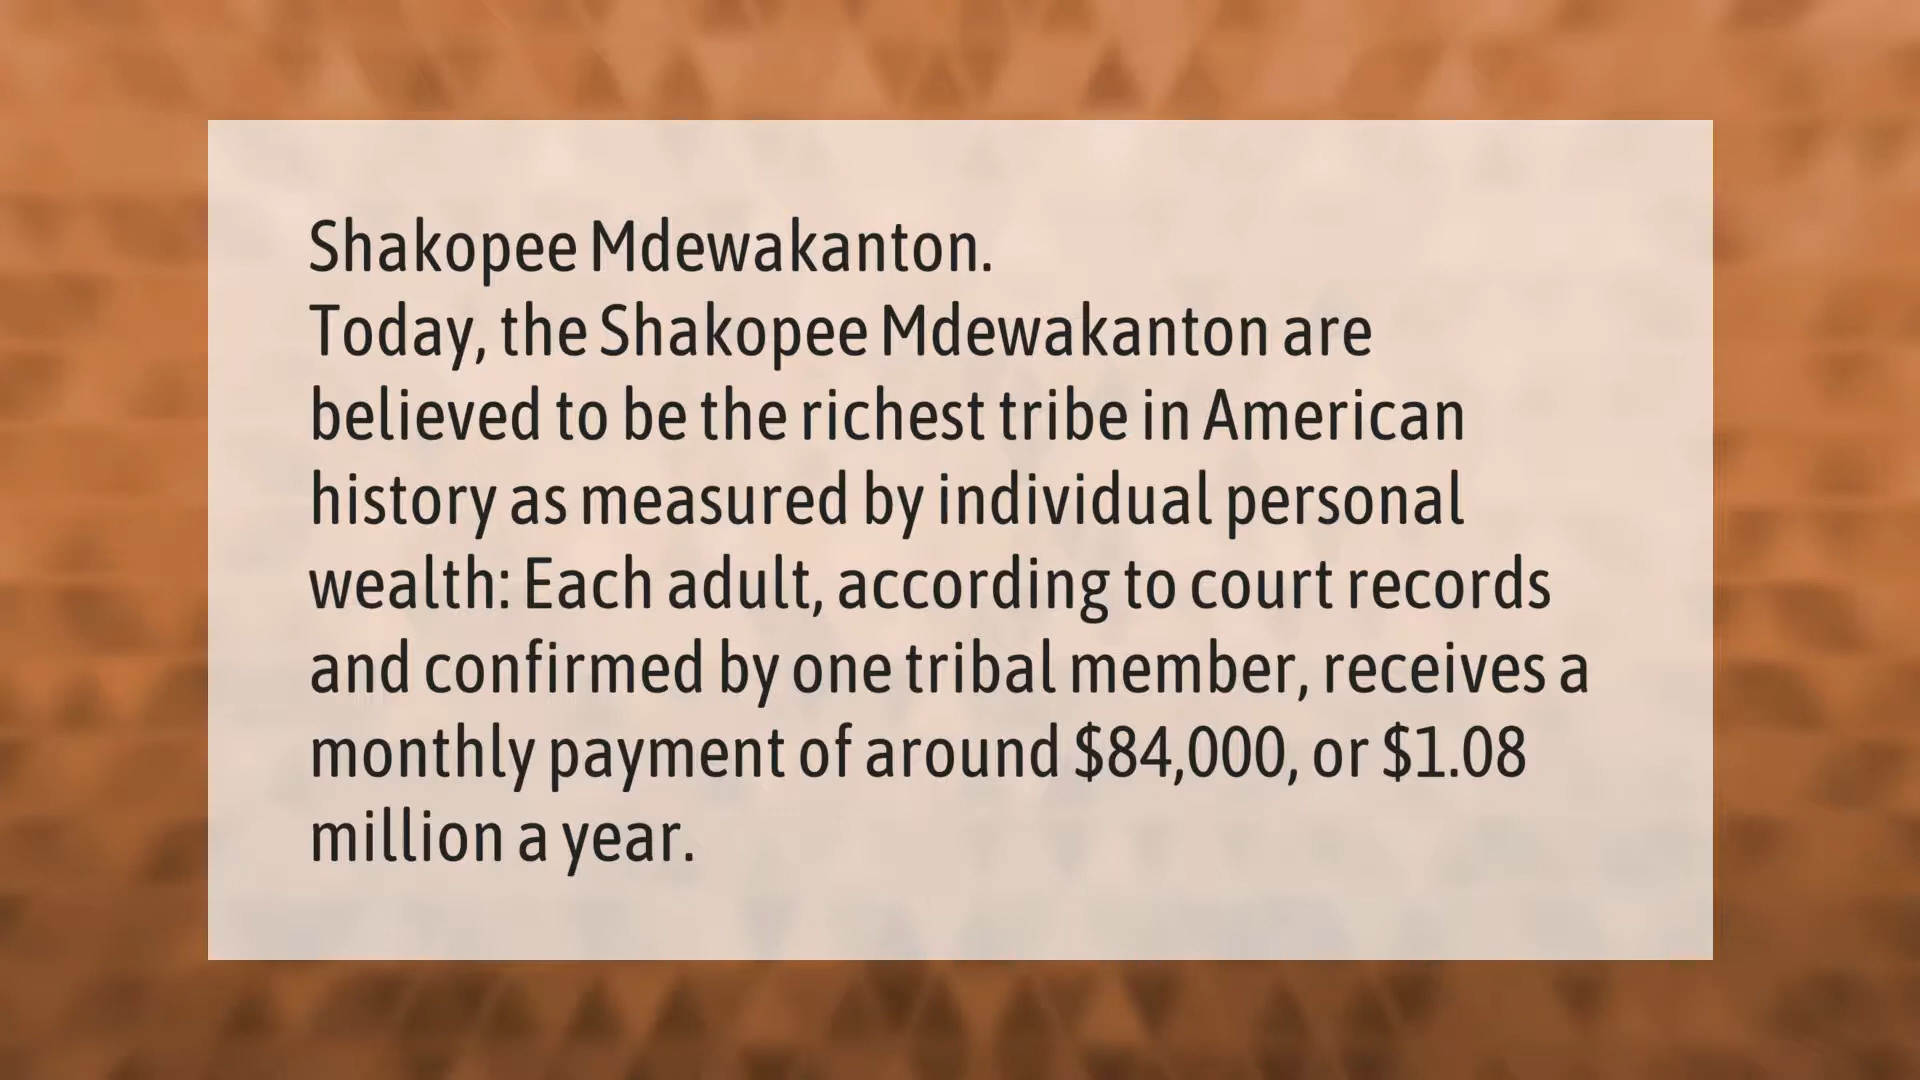 Shakopee Mdewakanton.
Today, the Shakopee Mdewakanton are
believed to be the richest tribe in American
history as measured by individual personal
wealth: Each adult, according to court records
and confirmed by one tribal member, receives a
monthly payment of around $84,000, or $1.08
million a year.